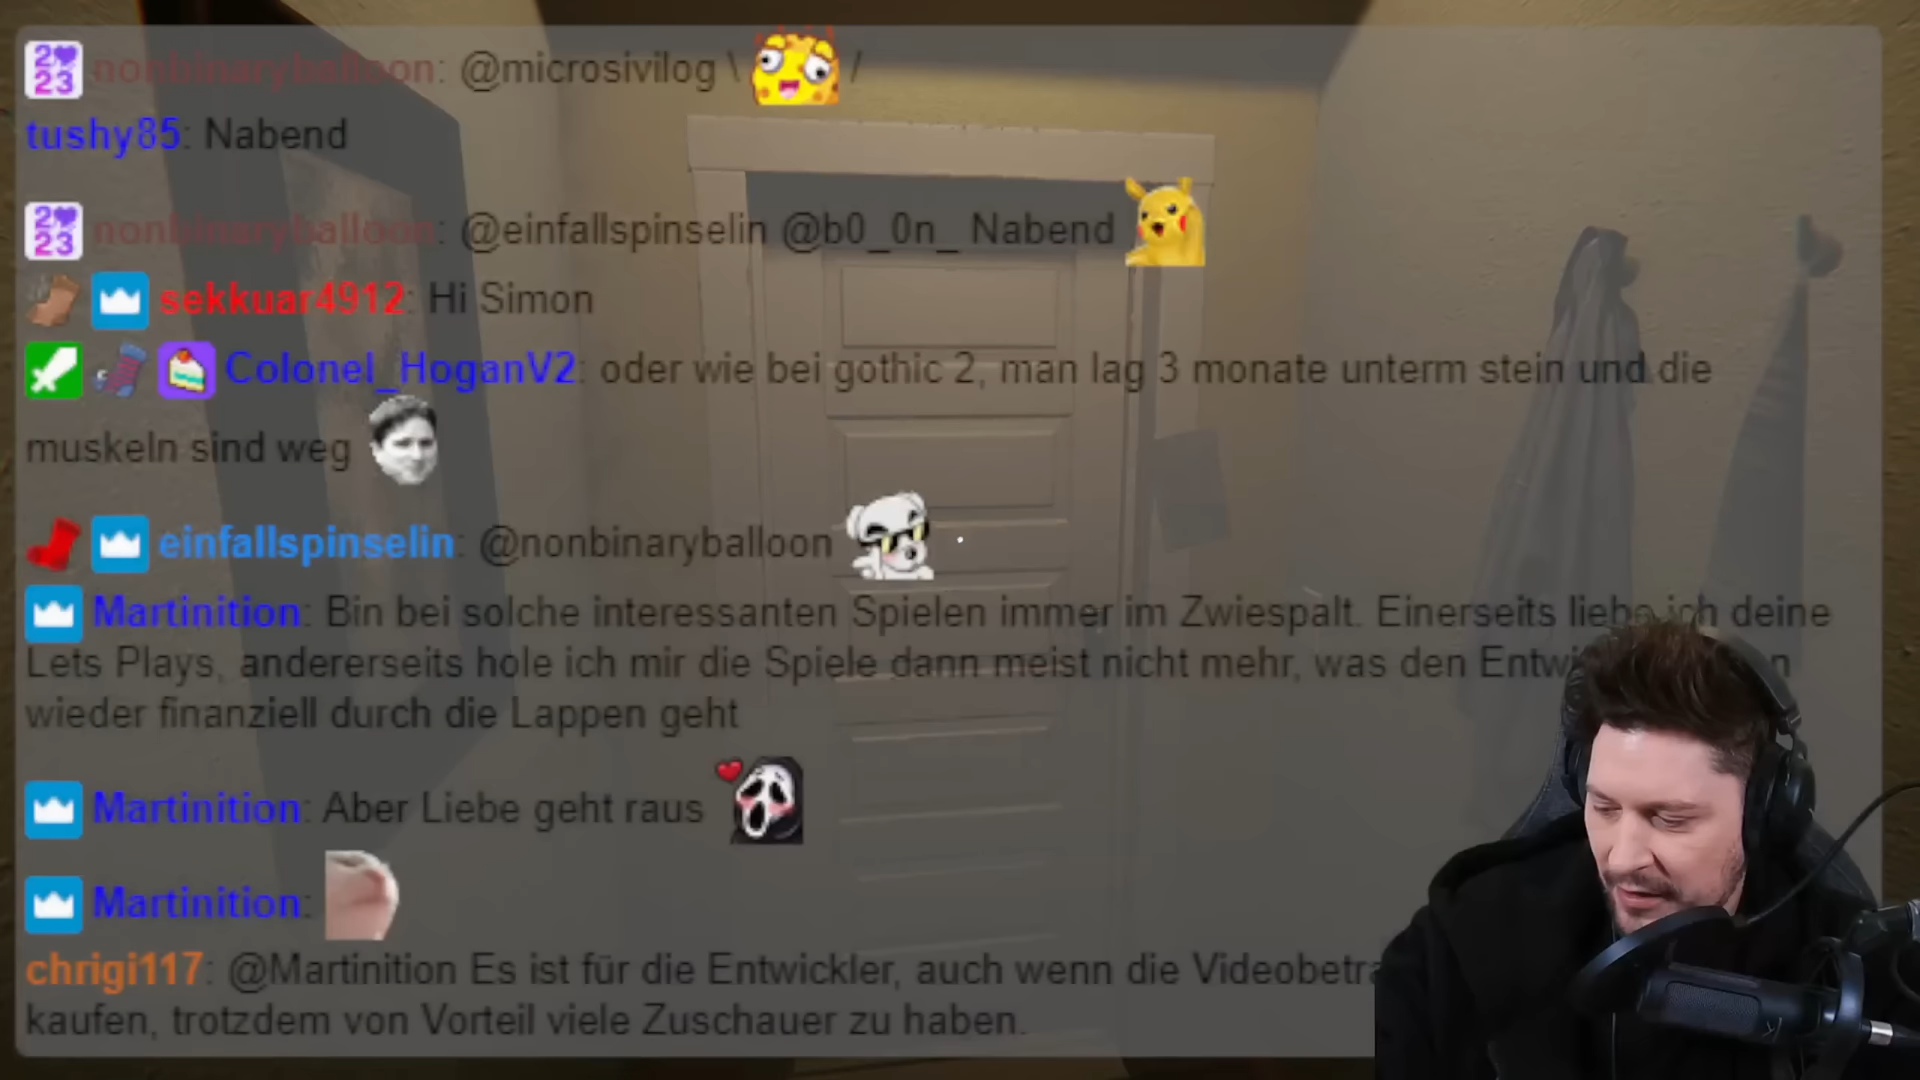 2 23 nonbinaryballoon: @microsivilog \ /
tushy85: Nabend
2 23 nonbinaryballoon: @einfallspinselin @b0_0n_ Nabend
sekkuar4912: Hi Simon
Colonel_HoganV2: oder wie bei gothic 2, man lag 3 monate unterm stein und die
muskeln sind weg
einfallspinselin: @nonbinaryballoon
Martinition: Bin bei solche interessanten Spielen immer im Zwiespalt. Einerseits liebe ich deine
Lets Plays, andererseits hole ich mir die Spiele dann meist nicht mehr, was den
wieder finanziell durch die Lappen geht
Martinition: Aber Liebe geht raus
Martinition:
chrigi117: @Martinition Es ist für die Entwickler, auch wenn die
kaufen, trotzdem von Vorteil viele Zuschauer zu haben.